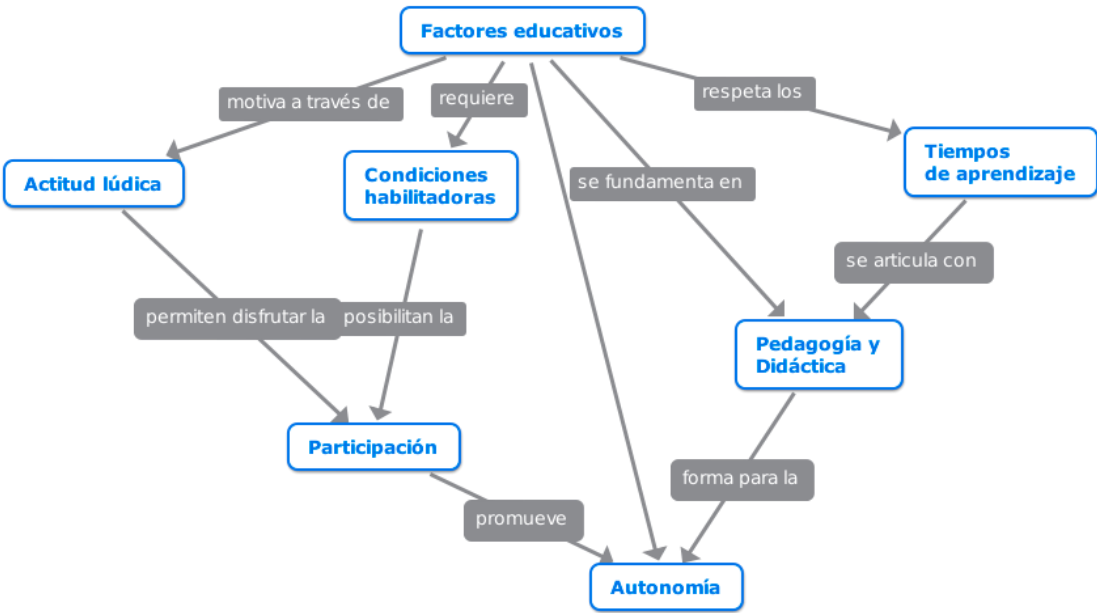 Factores educativos
motiva a través de
requiere
respeta los
Actitud lúdica
Condiciones
habilitadoras
se fundamenta en
Tiempos
de aprendizaje
se articula con
permiten disfrutar la
posibilitan la
Pedagogía y
Didáctica
Participación
forma para la
promueve
Autonomía